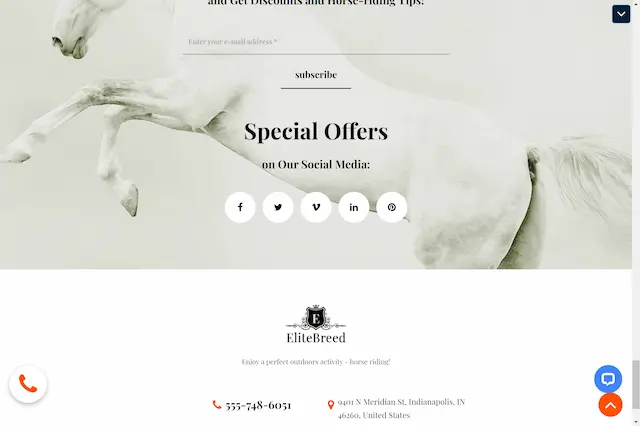 and Get Discounts and Horse-riding Tips!
Enter your e-mail address *
subscribe
Special Offers
on Our Social Media:
E
EliteBreed
Enjoy a perfect outdoors activity - horse riding!
555-748-6051
9401 N Meridian St, Indianapolis, IN
46260, United States